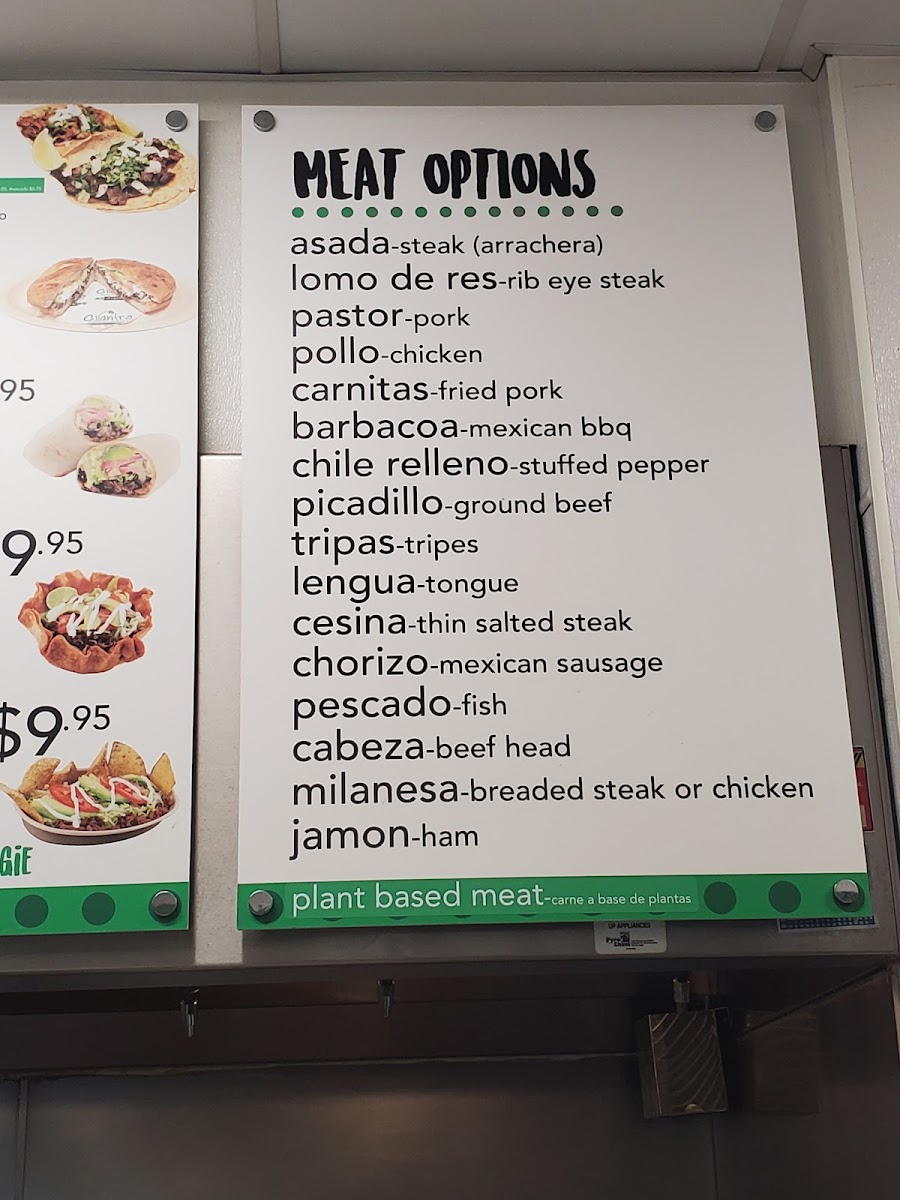 95
9.95
$9.95
GiE
MEAT OPTIONS
asada-steak (arrachera)
lomo de res-rib eye steak
pastor-pork
pollo-chicken
carnitas-fried pork
barbacoa-mexican bbq
chile relleno-stuffed pepper
picadillo-ground beef
tripas-tripes
lengua-tongue
cesina-thin salted steak
chorizo-mexican sausage
pescado-fish
cabeza-beef head
milanesa-breaded steak or chicken
jamon-ham
plant based meat-carne a base de plantas